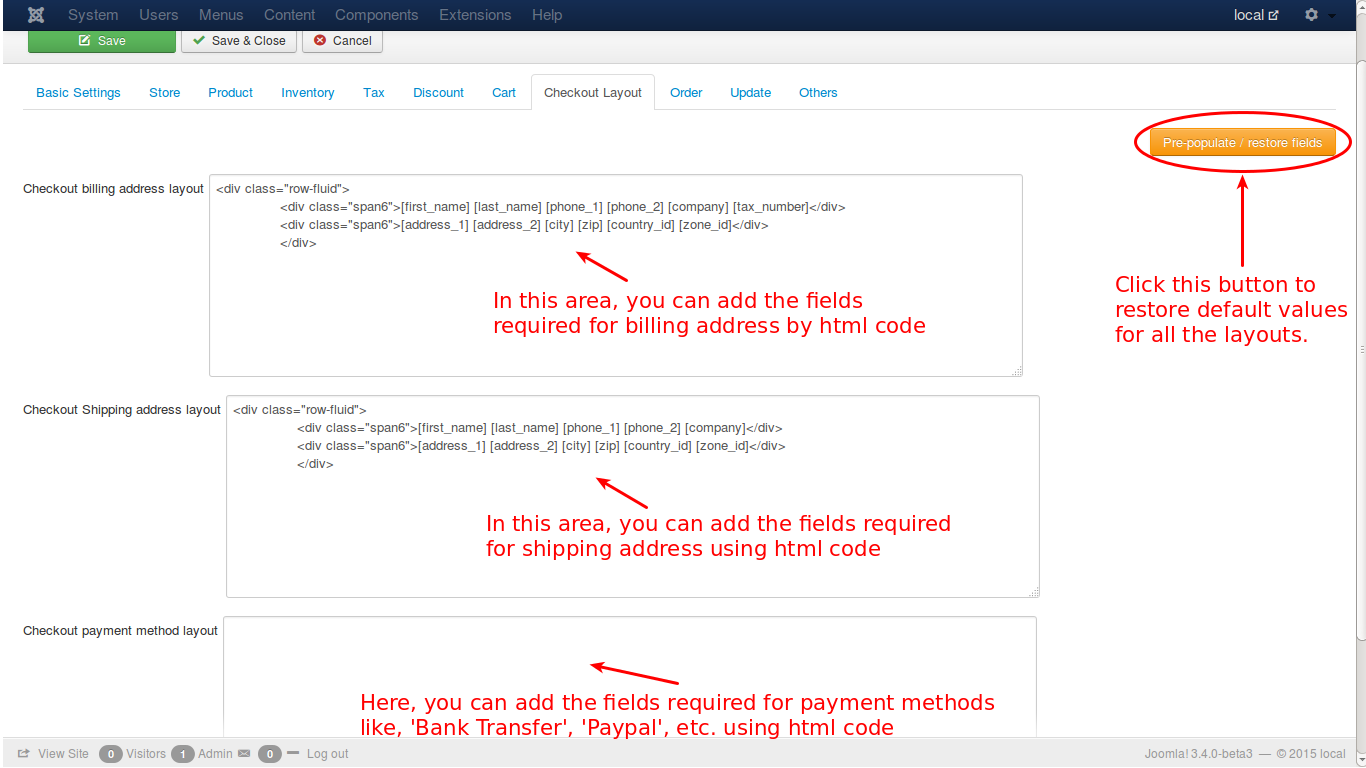 System Users Menus Content Components Extensions Help local
Save Save & Close Cancel
Basic Settings Store Product Inventory Tax Discount Cart Checkout Layout Order Update Others
Pre-populate / restore fields
Click this button to
restore default values
for all the layouts.
Checkout billing address layout
<div class="row-fluid">
<div class="span6">[first_name] [last_name] [phone_1] [phone_2] [company] [tax_number]</div>
<div class="span6">[address_1] [address_2] [city] [zip] [country_id] [zone_id]</div>
</div>
In this area, you can add the fields
required for billing address by html code
Checkout Shipping address layout
<div class="row-fluid">
<div class="span6">[first_name] [last_name] [phone_1] [phone_2] [company]</div>
<div class="span6">[address_1] [address_2] [city] [zip] [country_id] [zone_id]</div>
</div>
In this area, you can add the fields required
for shipping address using html code
Checkout payment method layout
Here, you can add the fields required for payment methods
like, 'Bank Transfer', 'Paypal', etc. using html code
View Site 0 Visitors 1 Admin 0 Log out Joomla! 3.4.0-beta3 — © 2015 local